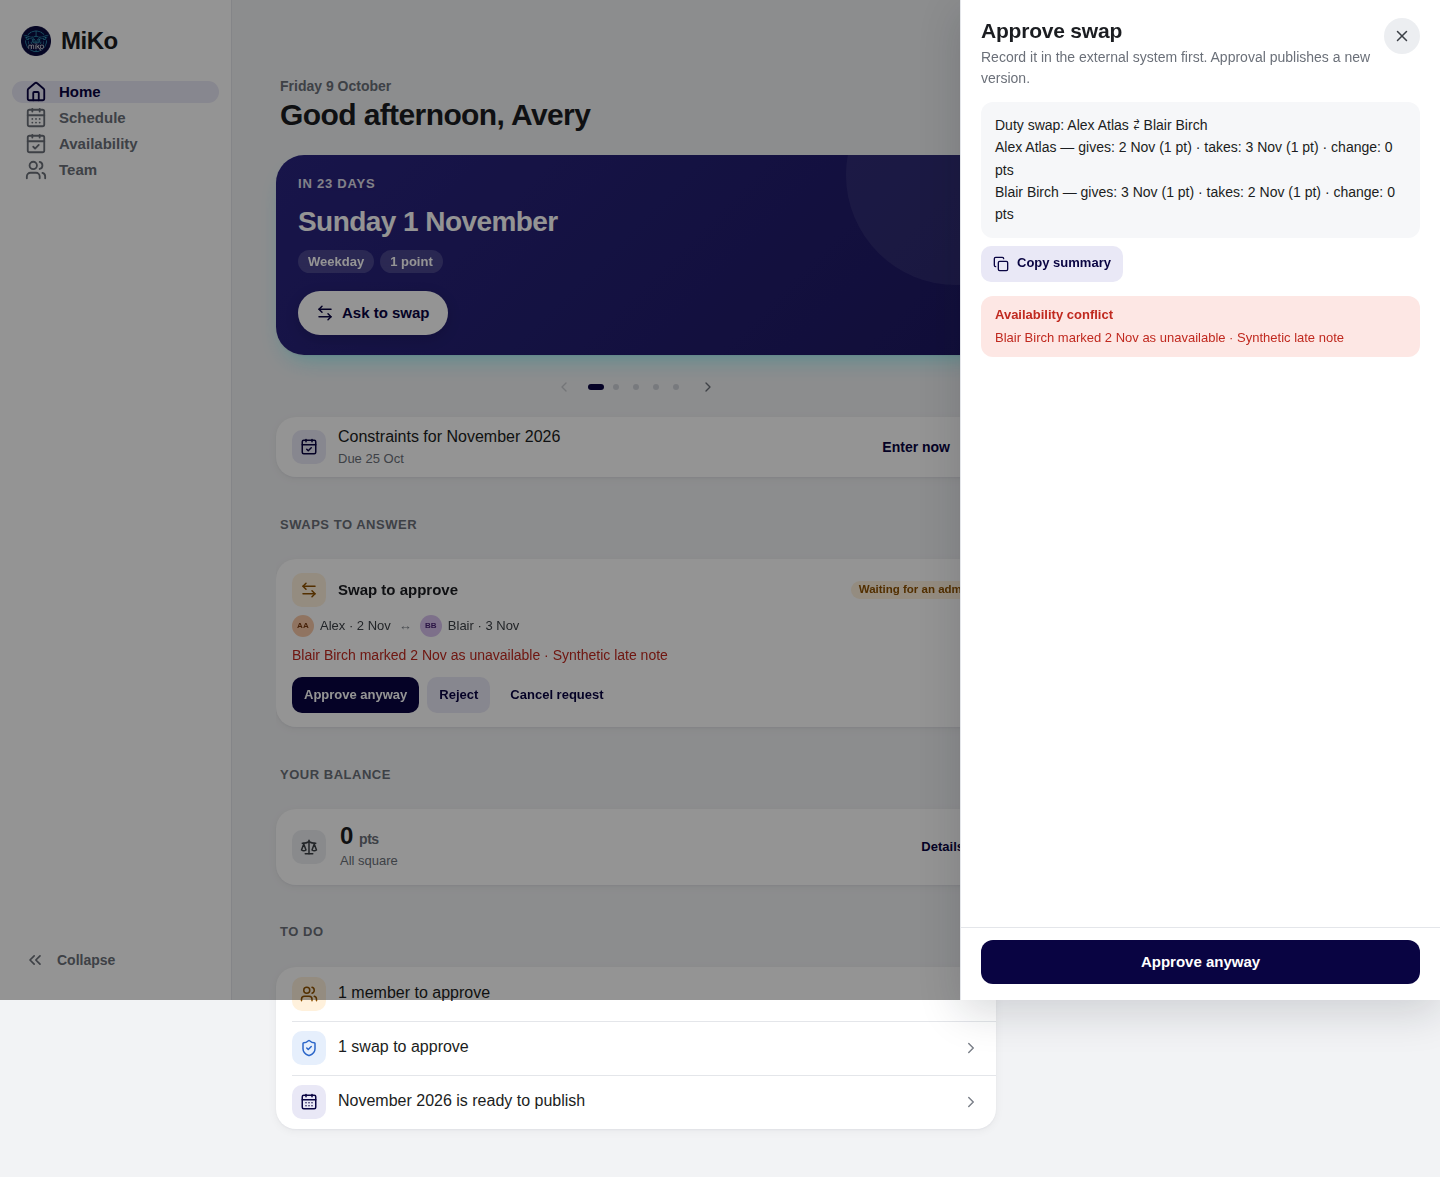 MiKo
Home
Schedule
Availability
Team
Collapse
Friday 9 October
Good afternoon, Avery
IN 23 DAYS
Sunday 1 November
Weekday
1 point
Ask to swap
Constraints for November 2026
Due 25 Oct
Enter now
SWAPS TO ANSWER
Swap to approve
Waiting for an adm
AA
Alex · 2 Nov
↔
BB
Blair · 3 Nov
Blair Birch marked 2 Nov as unavailable · Synthetic late note
Approve anyway
Reject
Cancel request
YOUR BALANCE
0 pts
All square
Details
TO DO
1 member to approve
1 swap to approve
November 2026 is ready to publish
Approve swap
Record it in the external system first. Approval publishes a new
version.
Duty swap: Alex Atlas ⇄ Blair Birch
Alex Atlas — gives: 2 Nov (1 pt) · takes: 3 Nov (1 pt) · change: 0
pts
Blair Birch — gives: 3 Nov (1 pt) · takes: 2 Nov (1 pt) · change: 0
pts
Copy summary
Availability conflict
Blair Birch marked 2 Nov as unavailable · Synthetic late note
Approve anyway